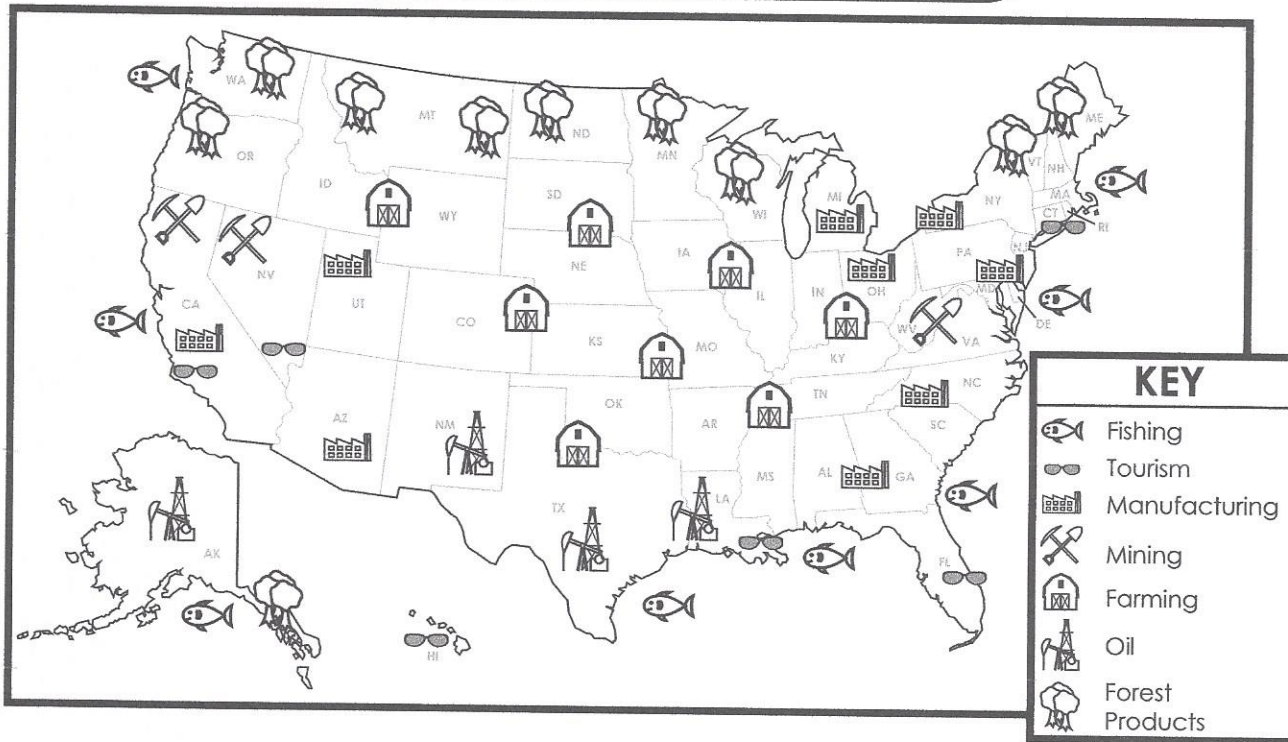 WA
MT
ND
MN
ME
OR
VT
NH
ID
SD
WI
MI
NY
MA
WY
CT
RI
IA
PA
NJ
NE
NV
IL
IN
OH
MD
UT
CA
CO
WV
DE
KS
MO
VA
KY
KEY
NC
TN
OK
AZ
NM
AR
SC
Fishing
Tourism
MS
AL
GA
LA
TX
Manufacturing
AK
Mining
FL
Farming
HI
Oil
Forest
Products